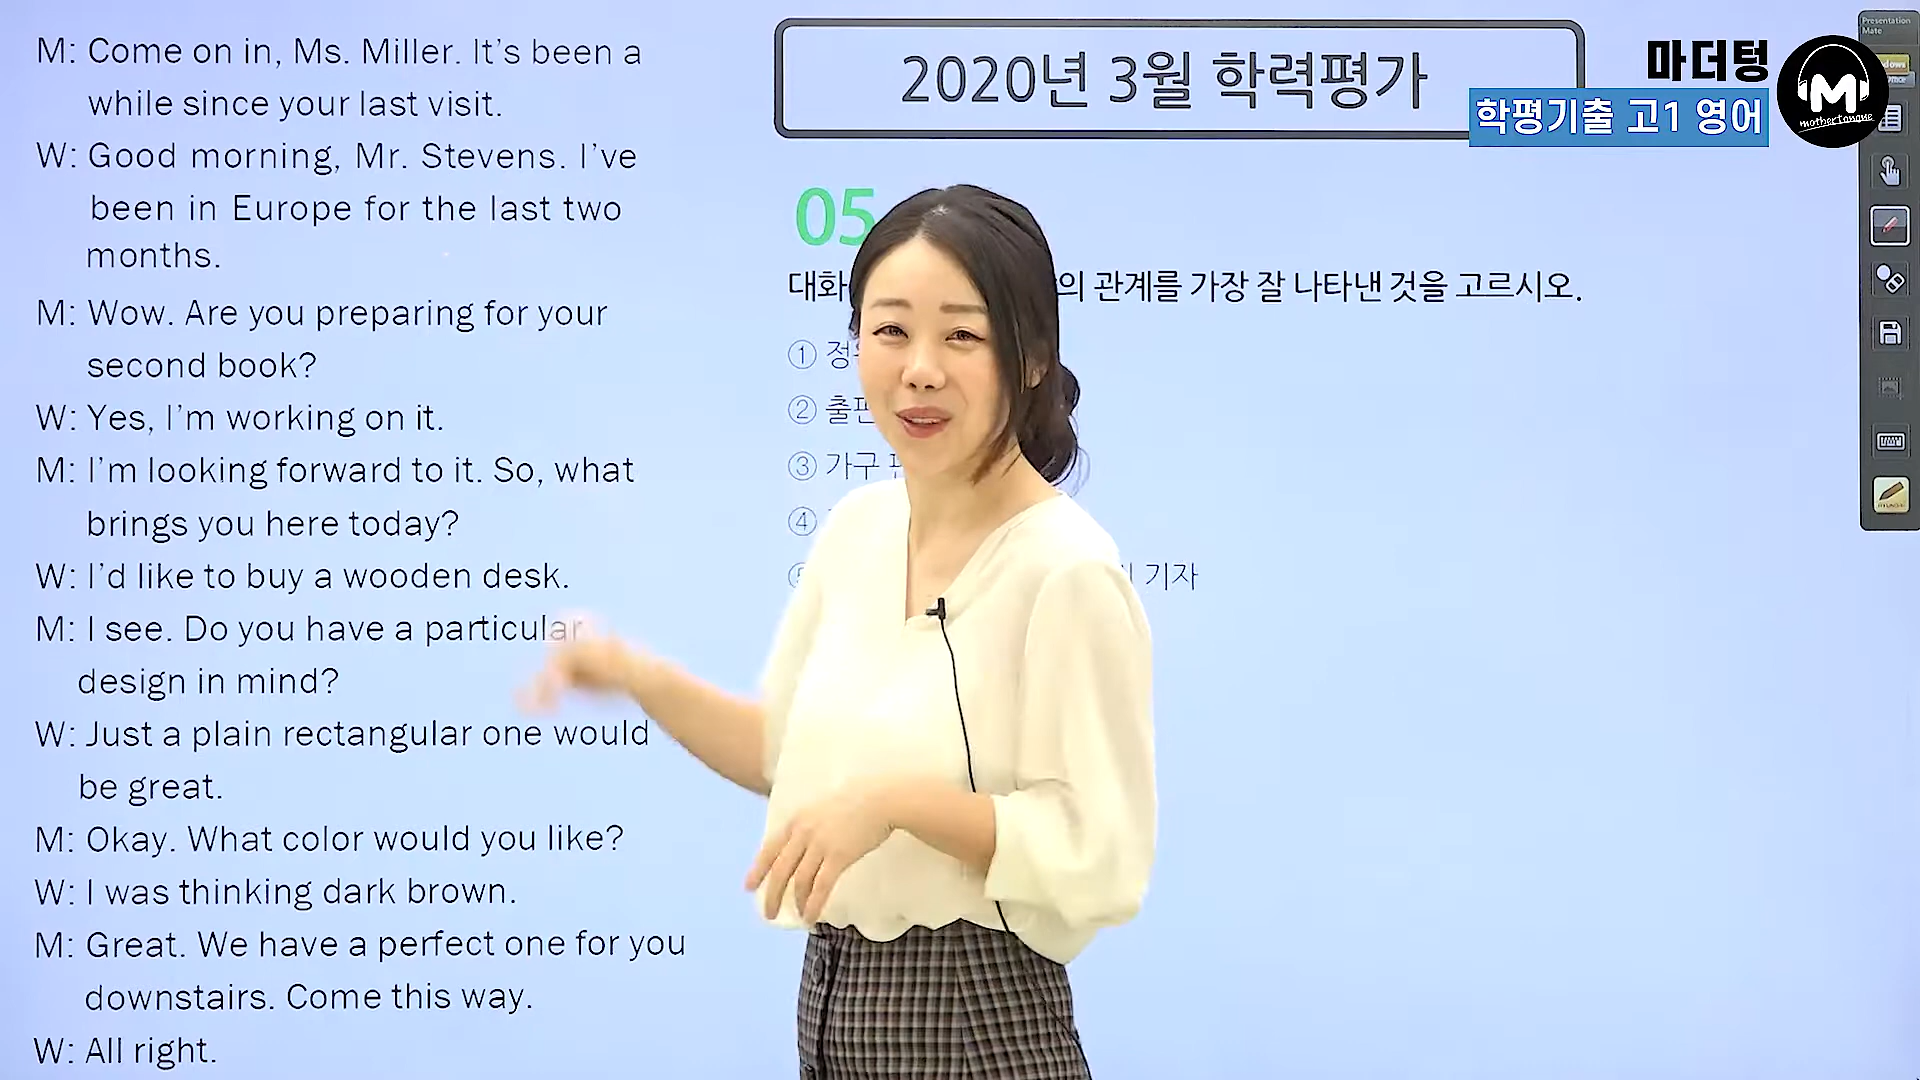 M: Come on in, Ms. Miller. It's been a
while since your last visit.
W: Good morning, Mr. Stevens. I've
been in Europe for the last two
months.
M: Wow. Are you preparing for your
second book?
W: Yes, I'm working on it.
M: I'm looking forward to it. So, what
brings you here today?
W: I'd like to buy a wooden desk.
M: I see. Do you have a particular
design in mind?
W: Just a plain rectangular one would
be great.
M: Okay. What color would you like?
W: I was thinking dark brown.
M: Great. We have a perfect one for you
downstairs. Come this way.
W: All right.
2020년 3월 학력평가
마더텅
학평기출 고1 영어
M
mothertongue
Presentation
Mate
05
대화 의 관계를 가장 잘 나타낸 것을 고르시오.
①
②
③ 가구
④
기자